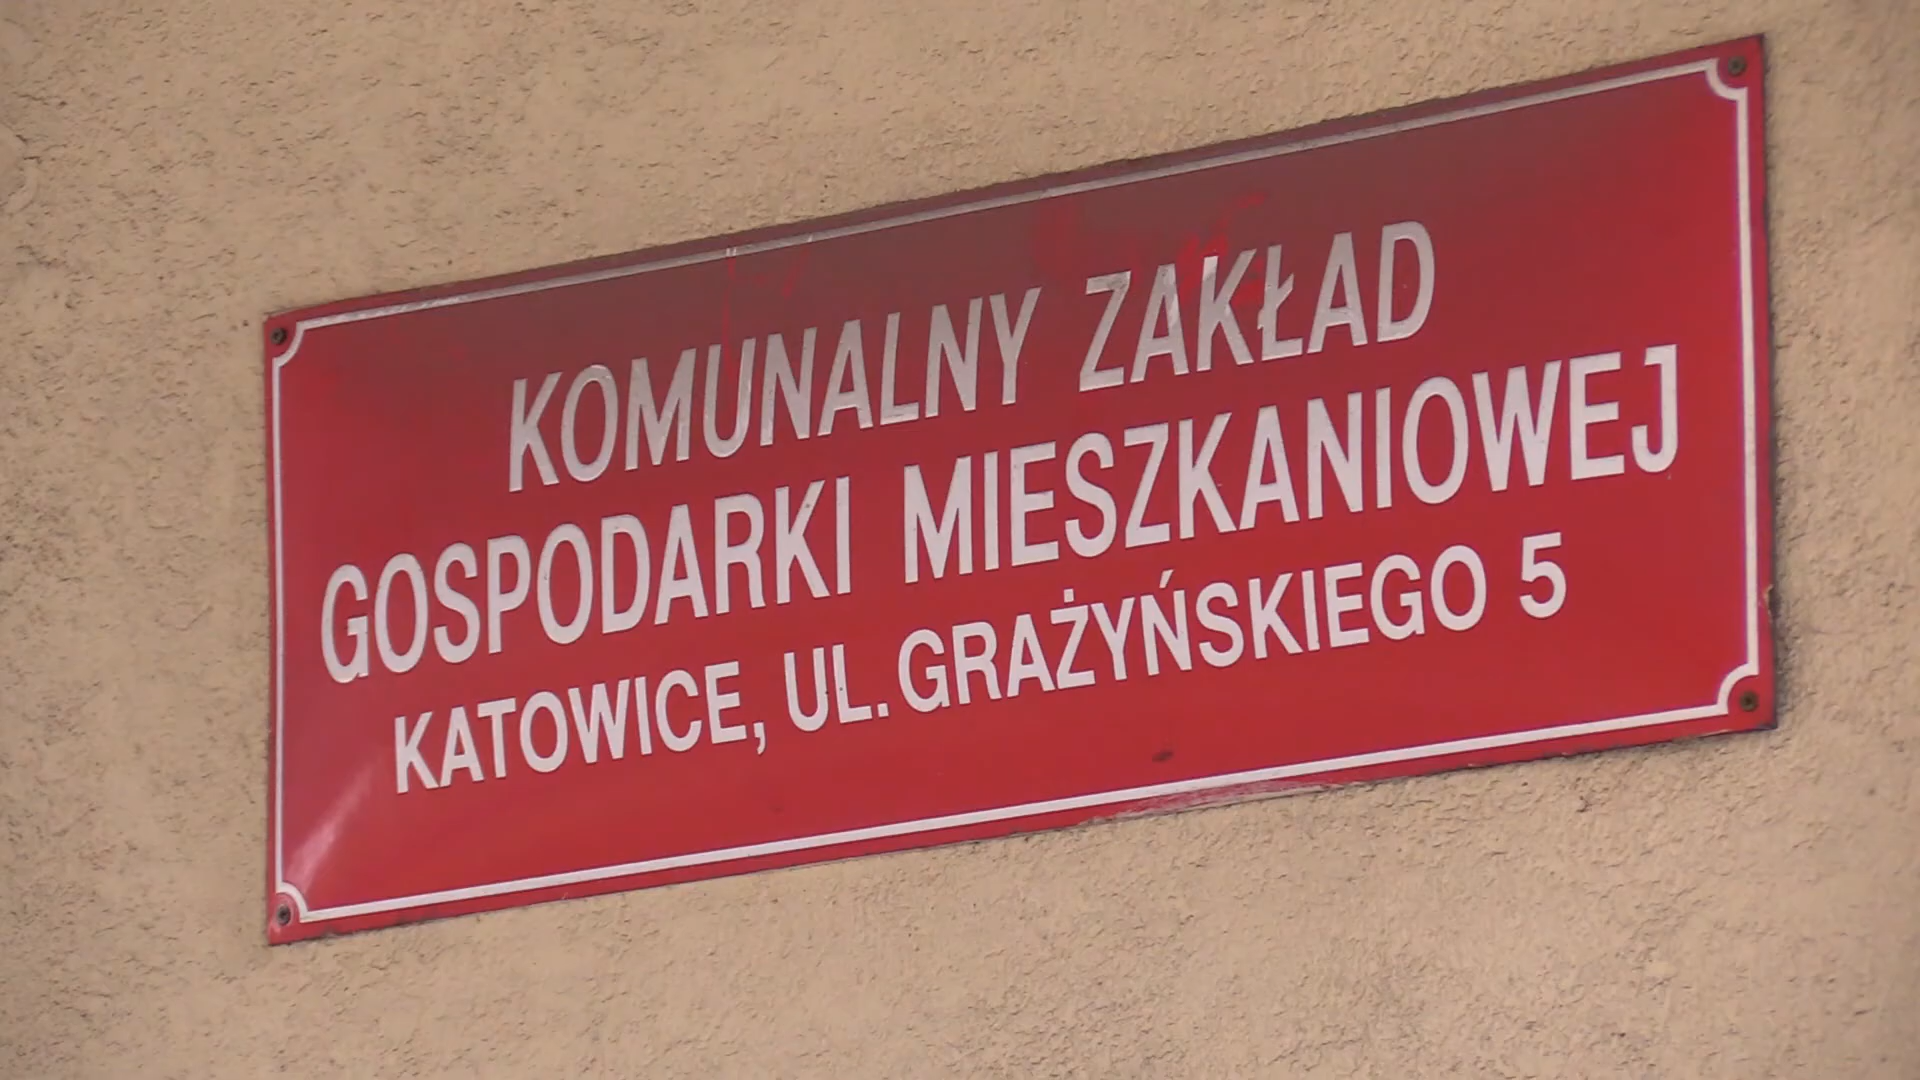 KOMUNALNY ZAKŁAD
GOSPODARKI MIESZKANIOWEJ
KATOWICE, UL. GRAŻYŃSKIEGO 5